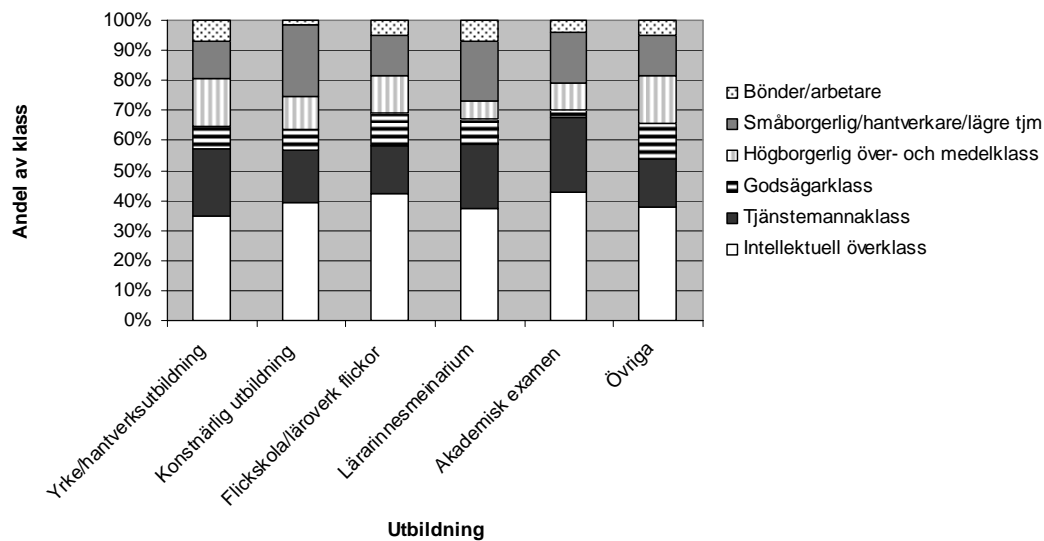 100%
90%
80%
70%
60%
50%
40%
30%
20%
10%
0%
Andel av klass
Yrke/hantverksutbildning
Konstnärlig utbildning
Flickskola/läroverk flickor
Lärarinnesmeinarium
Akademisk examen
Övriga
Utbildning
Bönder/arbetare
Småborgerlig/hantverkare/lägre tjm
Högborgerlig över- och medelklass
Godsägarklass
Tjänstemannaklass
Intellektuell överklass